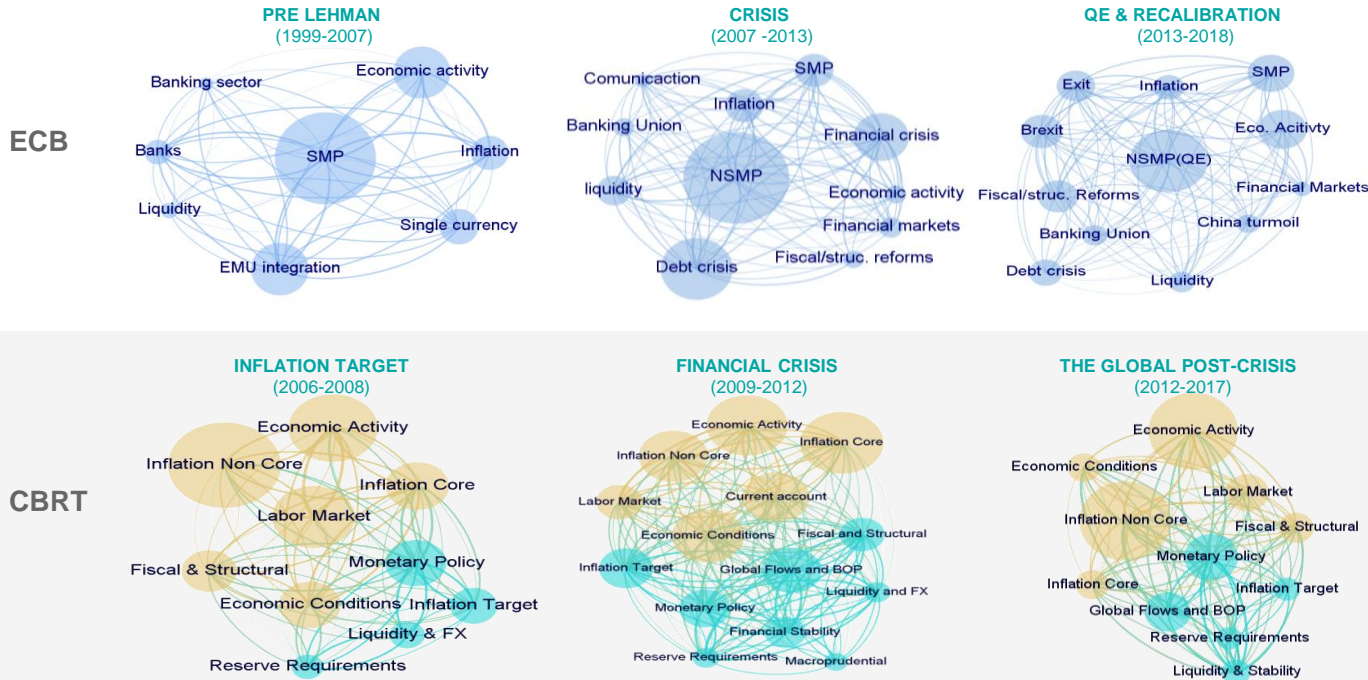 PRE LEHMAN
(1999-2007)
CRISIS
(2007 -2013)
QE & RECALIBRATION
(2013-2018)
ECB
Banking sector
Economic activity
Banks
SMP
Inflation
Liquidity
Single currency
EMU integration
SMP
Comunicaction
Inflation
Banking Union
Financial crisis
NSMP
liquidity
Economic activity
Financial markets
Fiscal/struc. reforms
Debt crisis
SMP
Exit
Inflation
Brexit
Eco. Acitivty
NSMP(QE)
Fiscal/struc. Reforms
Financial Markets
China turmoil
Banking Union
Debt crisis
Liquidity
INFLATION TARGET
(2006-2008)
FINANCIAL CRISIS
(2009-2012)
THE GLOBAL POST-CRISIS
(2012-2017)
CBRT
Economic Activity
Inflation Non Core
Inflation Core
Labor Market
Monetary Policy
Fiscal & Structural
Economic Conditions
Inflation Target
Liquidity & FX
Reserve Requirements
Economic Activity
Inflation Core
Inflation Non Core
Labor Market
Current account
Economic Conditions
Fiscal and Structural
Inflation Target
Global Flows and BOP
Liquidity and FX
Monetary Policy
Financial Stability
Reserve Requirements
Macroprudential
Economic Activity
Economic Conditions
Labor Market
Inflation Non Core
Fiscal & Structural
Monetary Policy
Inflation Core
Inflation Target
Global Flows and BOP
Reserve Requirements
Liquidity & Stability